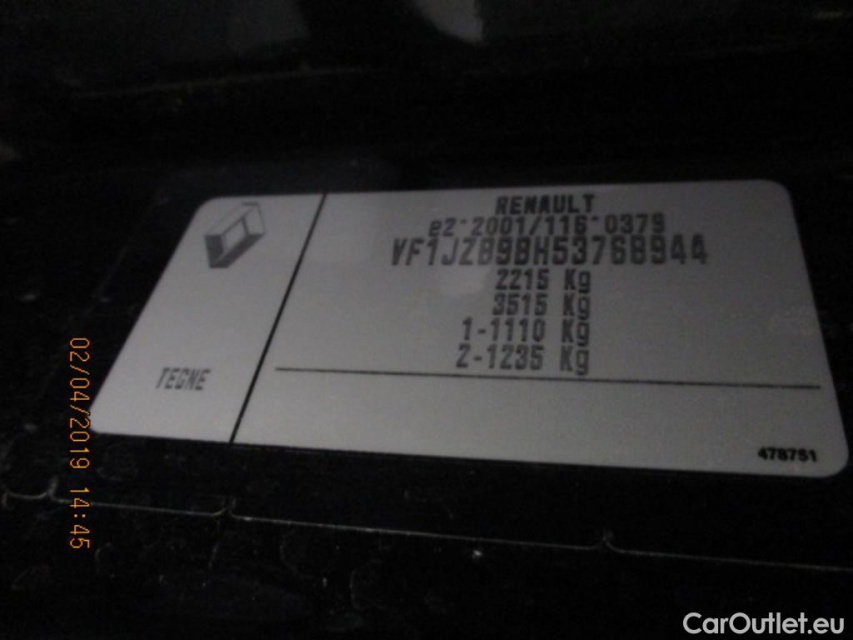 RENAULT
e2*2001/116*0379
VF1JZ89BH53768944
2215 Kg
3515 Kg
1-1110 Kg
2-1235 Kg
TECNE
478751
02/04/2019 14:45
CarOutlet.eu